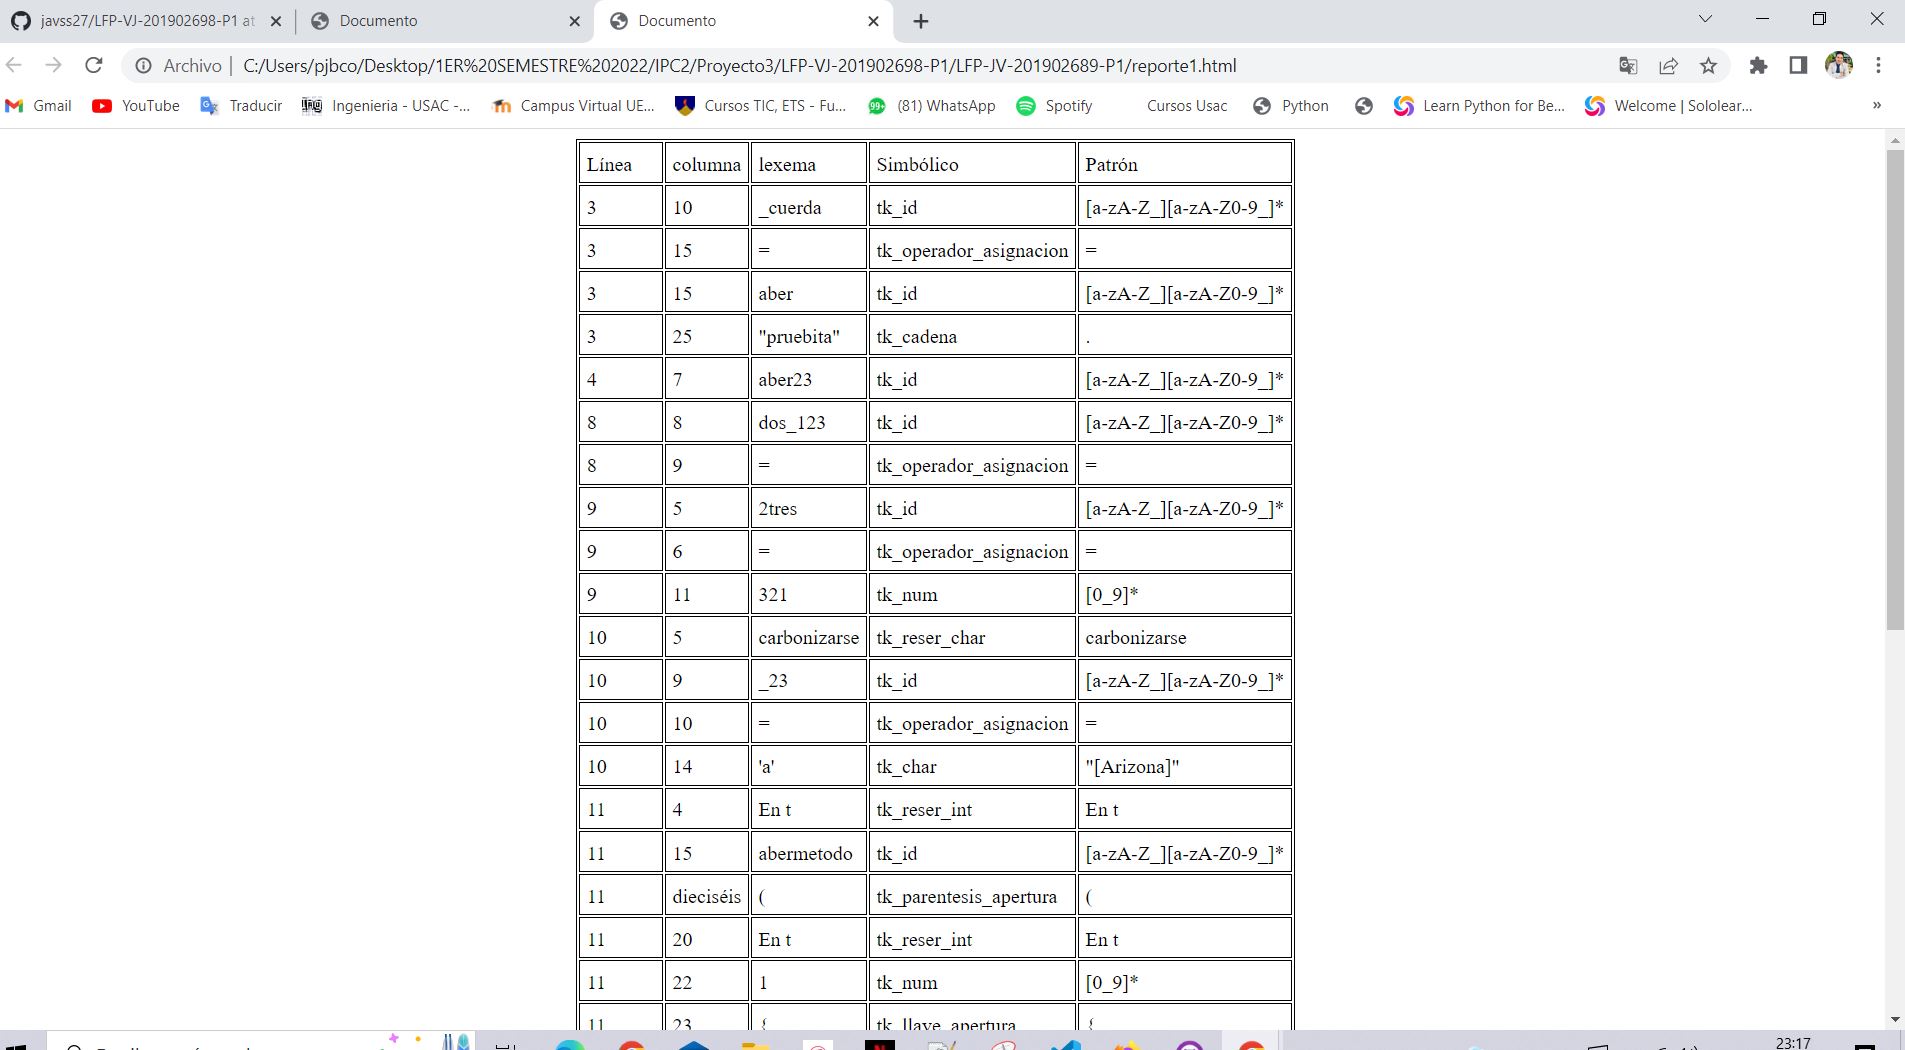 javss27/LFP-VJ-201902698-P1 at
Documento
Documento
Archivo | C:/Users/pjbco/Desktop/1ER%20SEMESTRE%202022/IPC2/Proyecto3/LFP-VJ-201902698-P1/LFP-JV-201902689-P1/reporte1.html
Gmail YouTube Traducir Ingenieria - USAC -... Campus Virtual UE... Cursos TIC, ETS - Fu... 99+ (81) WhatsApp Spotify Cursos Usac Python Learn Python for Be... Welcome | Sololear... »
Línea columna lexema Simbólico Patrón
3 10 _cuerda tk_id [a-zA-Z_][a-zA-Z0-9_]*
3 15 = tk_operador_asignacion =
3 15 aber tk_id [a-zA-Z_][a-zA-Z0-9_]*
3 25 "pruebita" tk_cadena .
4 7 aber23 tk_id [a-zA-Z_][a-zA-Z0-9_]*
8 8 dos_123 tk_id [a-zA-Z_][a-zA-Z0-9_]*
8 9 = tk_operador_asignacion =
9 5 2tres tk_id [a-zA-Z_][a-zA-Z0-9_]*
9 6 = tk_operador_asignacion =
9 11 321 tk_num [0_9]*
10 5 carbonizarse tk_reser_char carbonizarse
10 9 _23 tk_id [a-zA-Z_][a-zA-Z0-9_]*
10 10 = tk_operador_asignacion =
10 14 'a' tk_char "[Arizona]"
11 4 En t tk_reser_int En t
11 15 abermetodo tk_id [a-zA-Z_][a-zA-Z0-9_]*
11 dieciséis ( tk_parentesis_apertura (
11 20 En t tk_reser_int En t
11 22 1 tk_num [0_9]*
11 23 { tk_llave_apertura {
23:17